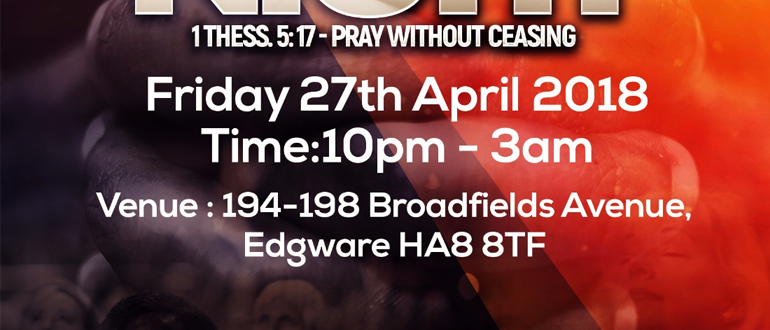 1 THESS. 5:17 - PRAY WITHOUT CEASING
Friday 27th April 2018
Time:10pm - 3am
Venue : 194-198 Broadfields Avenue,
Edgware HA8 8TF